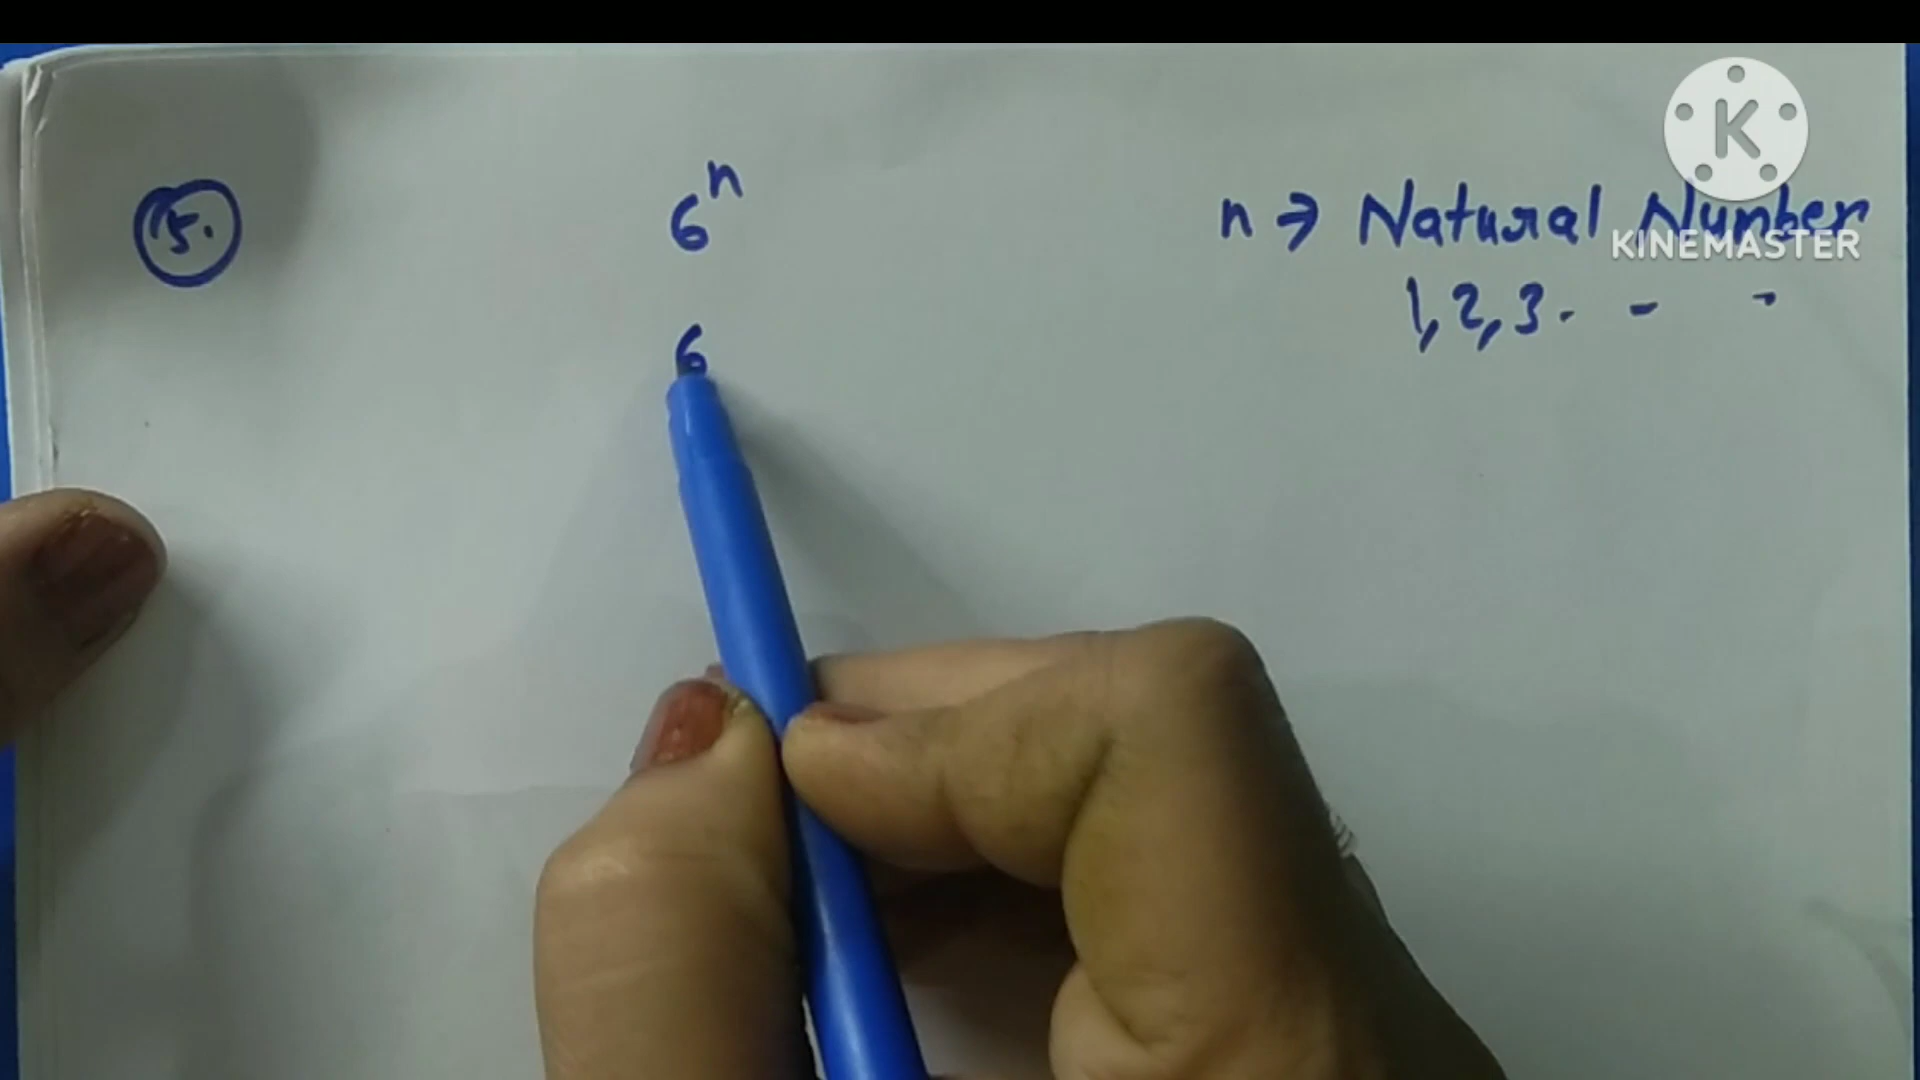 5.
6ⁿ
n → Natural Number
1, 2, 3 . - -
6
K
KINEMASTER